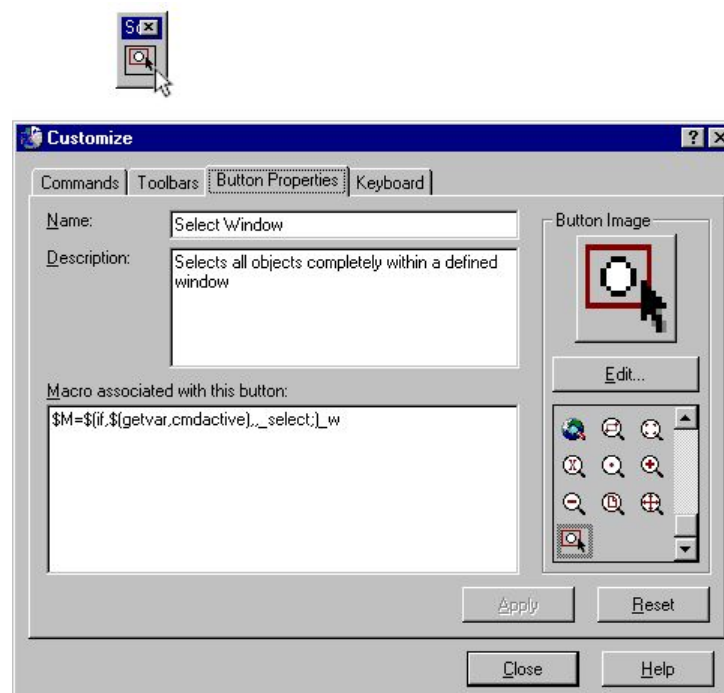 Customize
Commands Toolbars Button Properties Keyboard
Name: Select Window
Description: Selects all objects completely within a defined
window
Button Image
Edit...
Macro associated with this button:
$M=$(if,$(getvar,cmdactive),,_select;)_w
Apply Reset
Close Help